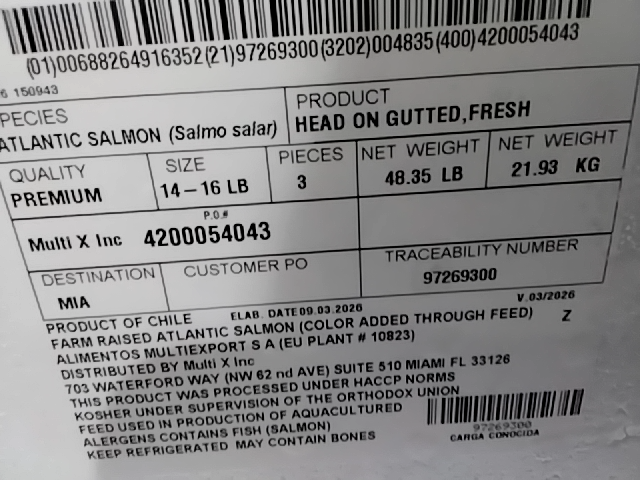 (01)00688264916352(21)97269300(3202)004835(400)4200054043
6 150943
PECIES
ATLANTIC SALMON (Salmo salar)
PRODUCT
HEAD ON GUTTED,FRESH
QUALITY
PREMIUM
SIZE
14-16 LB
PIECES
3
NET WEIGHT
48.35 LB
NET WEIGHT
21.93 KG
P.O.#
Multi X Inc 4200054043
DESTINATION
MIA
CUSTOMER PO
TRACEABILITY NUMBER
97269300
PRODUCT OF CHILE ELAB. DATE 09.03.2026 V.03/2026
FARM RAISED ATLANTIC SALMON (COLOR ADDED THROUGH FEED) Z
ALIMENTOS MULTIEXPORT S A (EU PLANT # 10823)
DISTRIBUTED BY Multi X Inc
703 WATERFORD WAY (NW 62 nd AVE) SUITE 510 MIAMI FL 33126
THIS PRODUCT WAS PROCESSED UNDER HACCP NORMS
KOSHER UNDER SUPERVISION OF THE ORTHODOX UNION
FEED USED IN PRODUCTION OF AQUACULTURED
ALERGENS CONTAINS FISH (SALMON)
KEEP REFRIGERATED MAY CONTAIN BONES
97269300
CARGA CONOCIDA